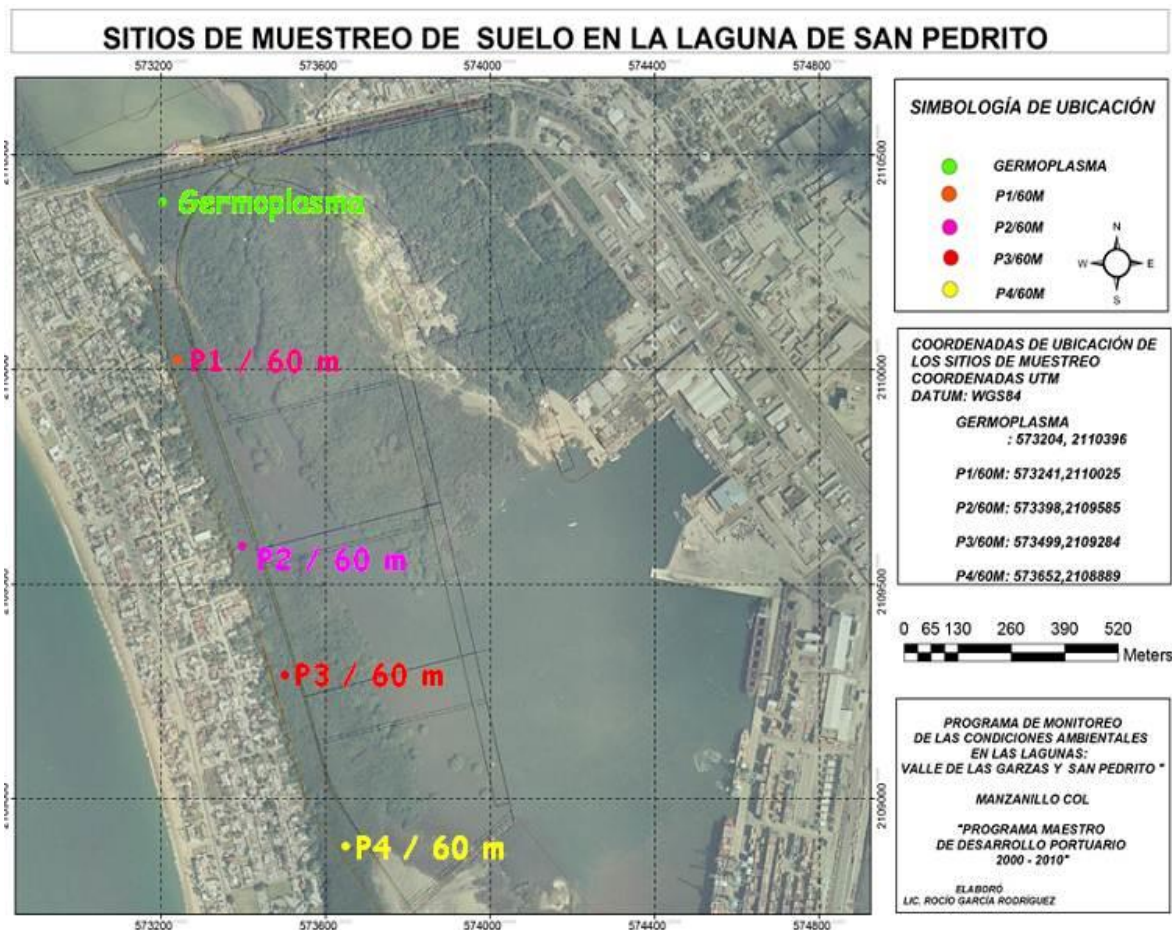 SITIOS DE MUESTREO DE SUELO EN LA LAGUNA DE SAN PEDRITO
573200 573600 574000 574400 574800
2110500
Germoplasma
P1 / 60 m
2110000
P2 / 60 m
2109500
P3 / 60 m
2109000
P4 / 60 m
573200 573600 574000 574400 574800
SIMBOLOGÍA DE UBICACIÓN
GERMOPLASMA
P1/60M
P2/60M
P3/60M
P4/60M
N
W E
S
COORDENADAS DE UBICACIÓN DE
LOS SITIOS DE MUESTREO
COORDENADAS UTM
DATUM: WGS84
GERMOPLASMA
: 573204, 2110396
P1/60M: 573241,2110025
P2/60M: 573398,2109585
P3/60M: 573499,2109284
P4/60M: 573652,2108889
0 65 130 260 390 520
Meters
PROGRAMA DE MONITOREO
DE LAS CONDICIONES AMBIENTALES
EN LAS LAGUNAS:
VALLE DE LAS GARZAS Y SAN PEDRITO "
MANZANILLO COL
"PROGRAMA MAESTRO
DE DESARROLLO PORTUARIO
2000 - 2010"
ELABORÓ
LIC. ROCÍO GARCÍA RODRÍGUEZ